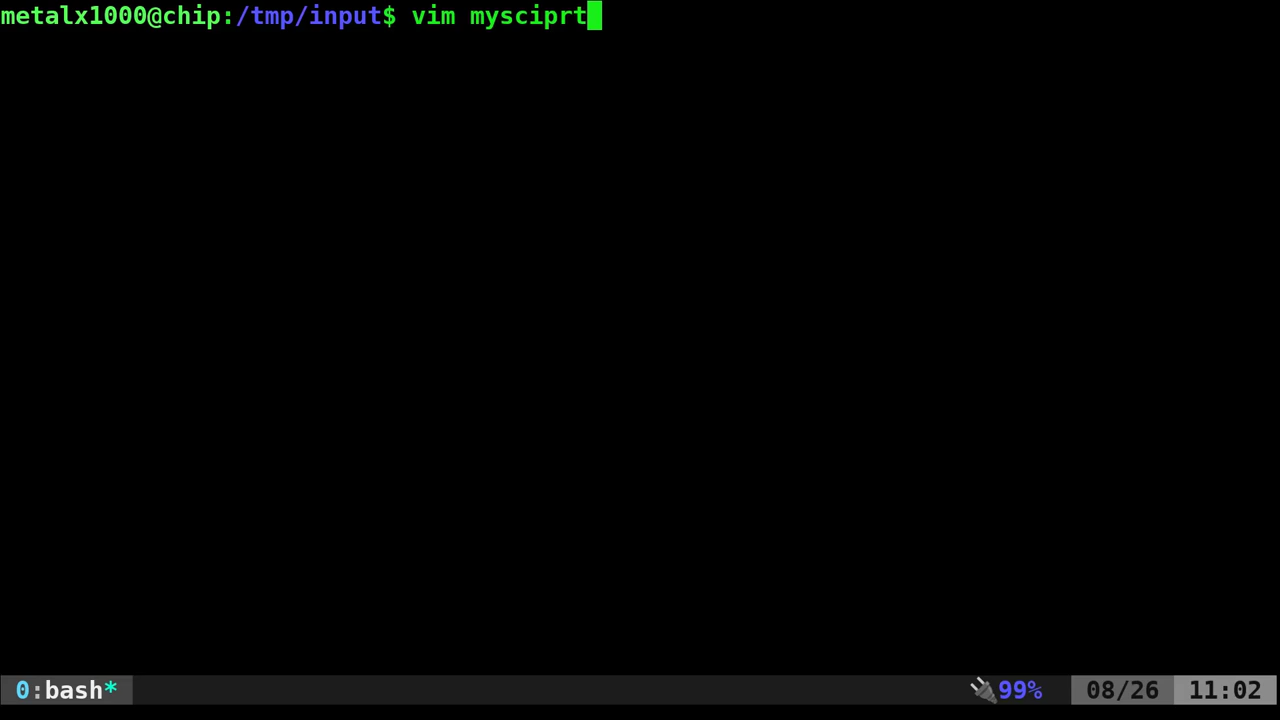 metalx1000@chip:/tmp/input$ vim mysciprt
0:bash* 99% 08/26 11:02